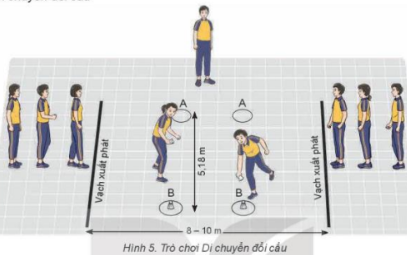 A
A
Vạch xuất phát
5,18 m
Vạch xuất phát
B
B
8 – 10 m
Hình 5. Trò chơi Di chuyển đổi cầu